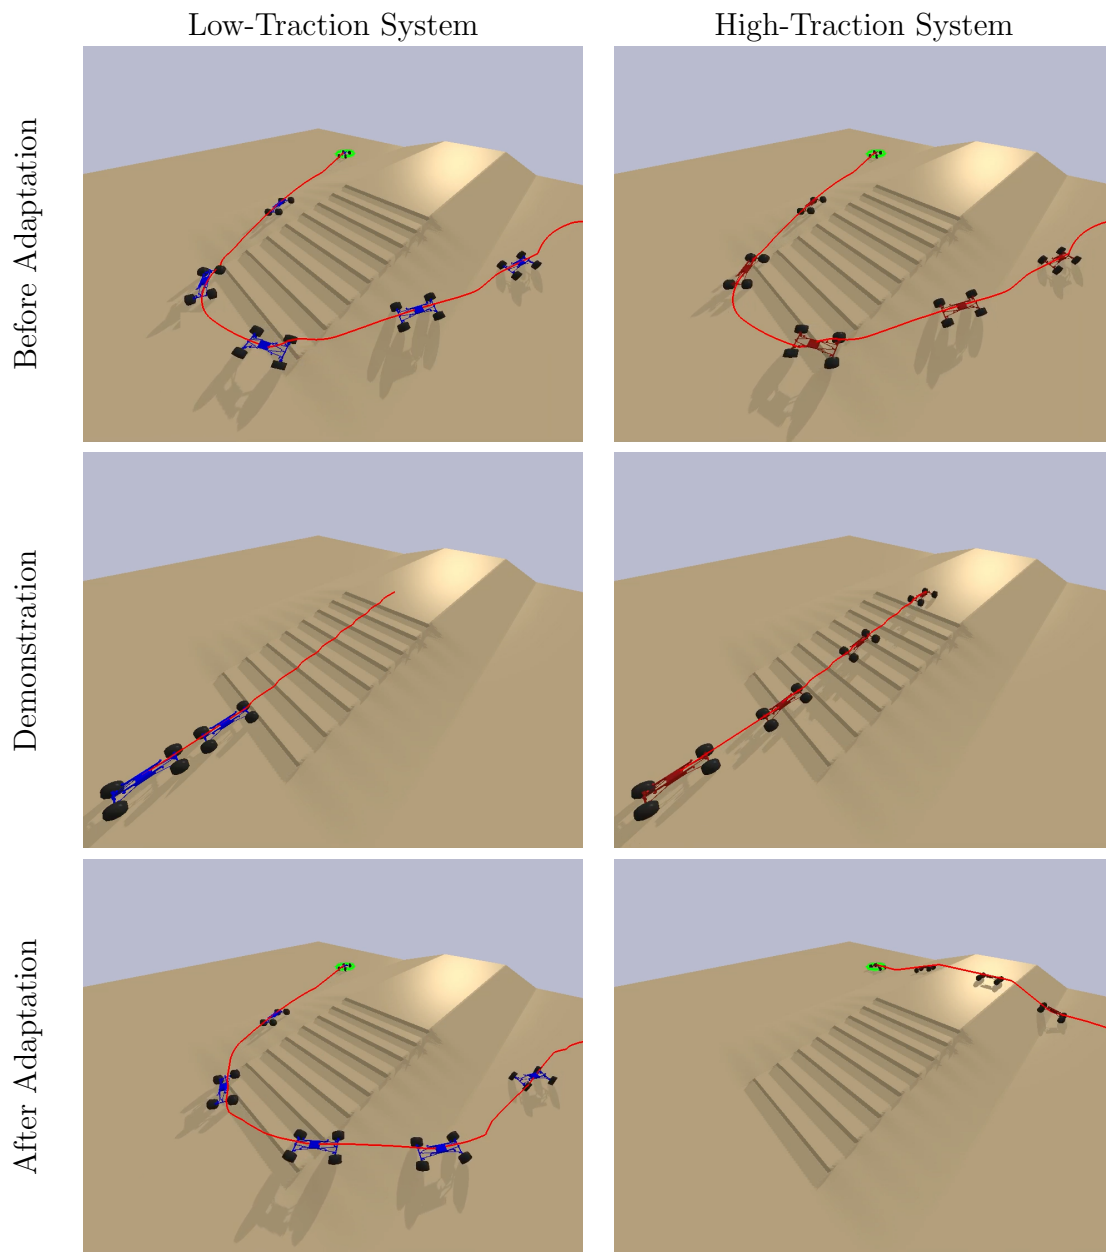 Low-Traction System
High-Traction System
Before Adaptation
Demonstration
After Adaptation